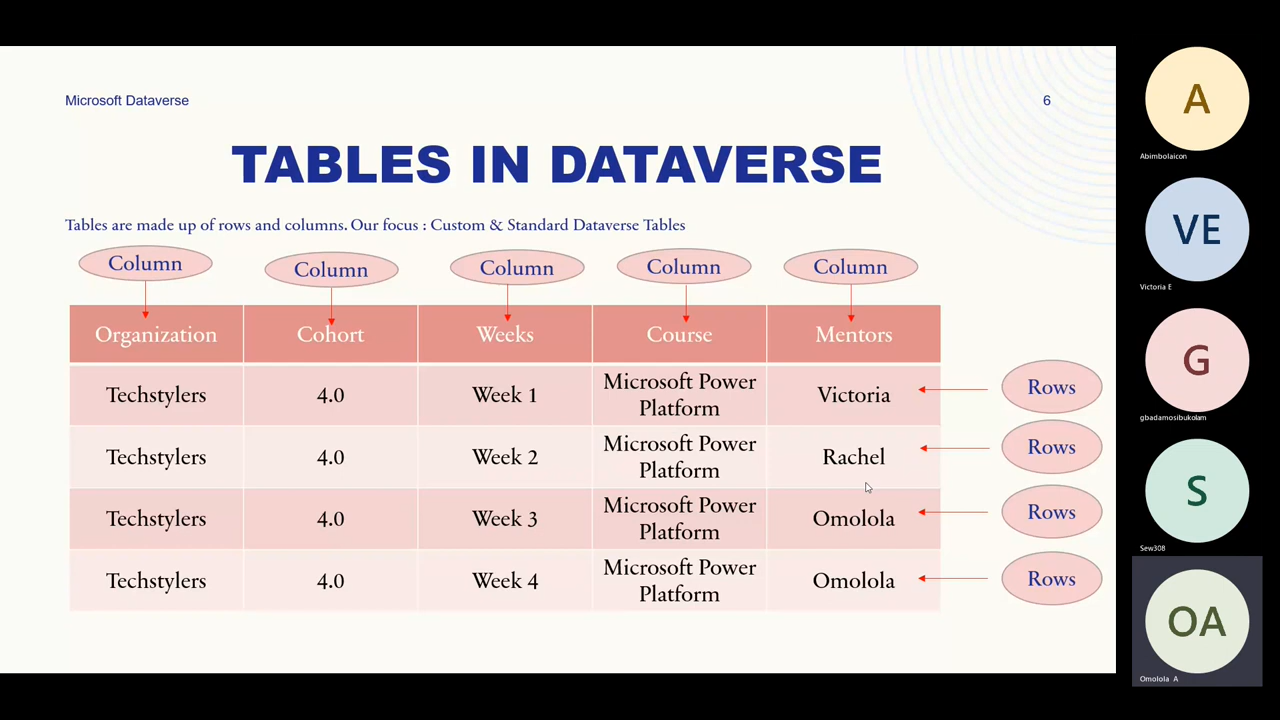 Microsoft Dataverse
6
TABLES IN DATAVERSE
Tables are made up of rows and columns. Our focus : Custom & Standard Dataverse Tables
Column Column Column Column Column
Organization Cohort Weeks Course Mentors
Techstylers 4.0 Week 1 Microsoft Power Platform Victoria Rows
Techstylers 4.0 Week 2 Microsoft Power Platform Rachel Rows
Techstylers 4.0 Week 3 Microsoft Power Platform Omolola Rows
Techstylers 4.0 Week 4 Microsoft Power Platform Omolola Rows
A
Abimbolaicon
VE
Victoria E
G
gbadamosibukolam
S
Sew308
OA
Omolola A